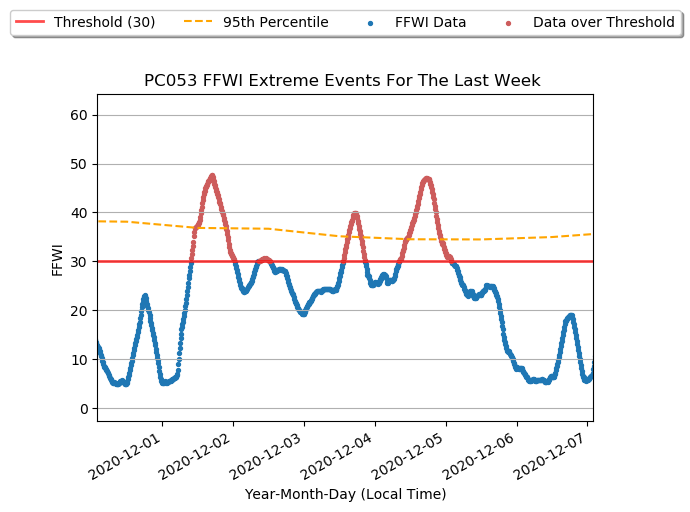 Threshold (30) 95th Percentile FFWI Data Data over Threshold
PC053 FFWI Extreme Events For The Last Week
60
50
40
30
20
10
0
FFWI
2020-12-01 2020-12-02 2020-12-03 2020-12-04 2020-12-05 2020-12-06 2020-12-07
Year-Month-Day (Local Time)